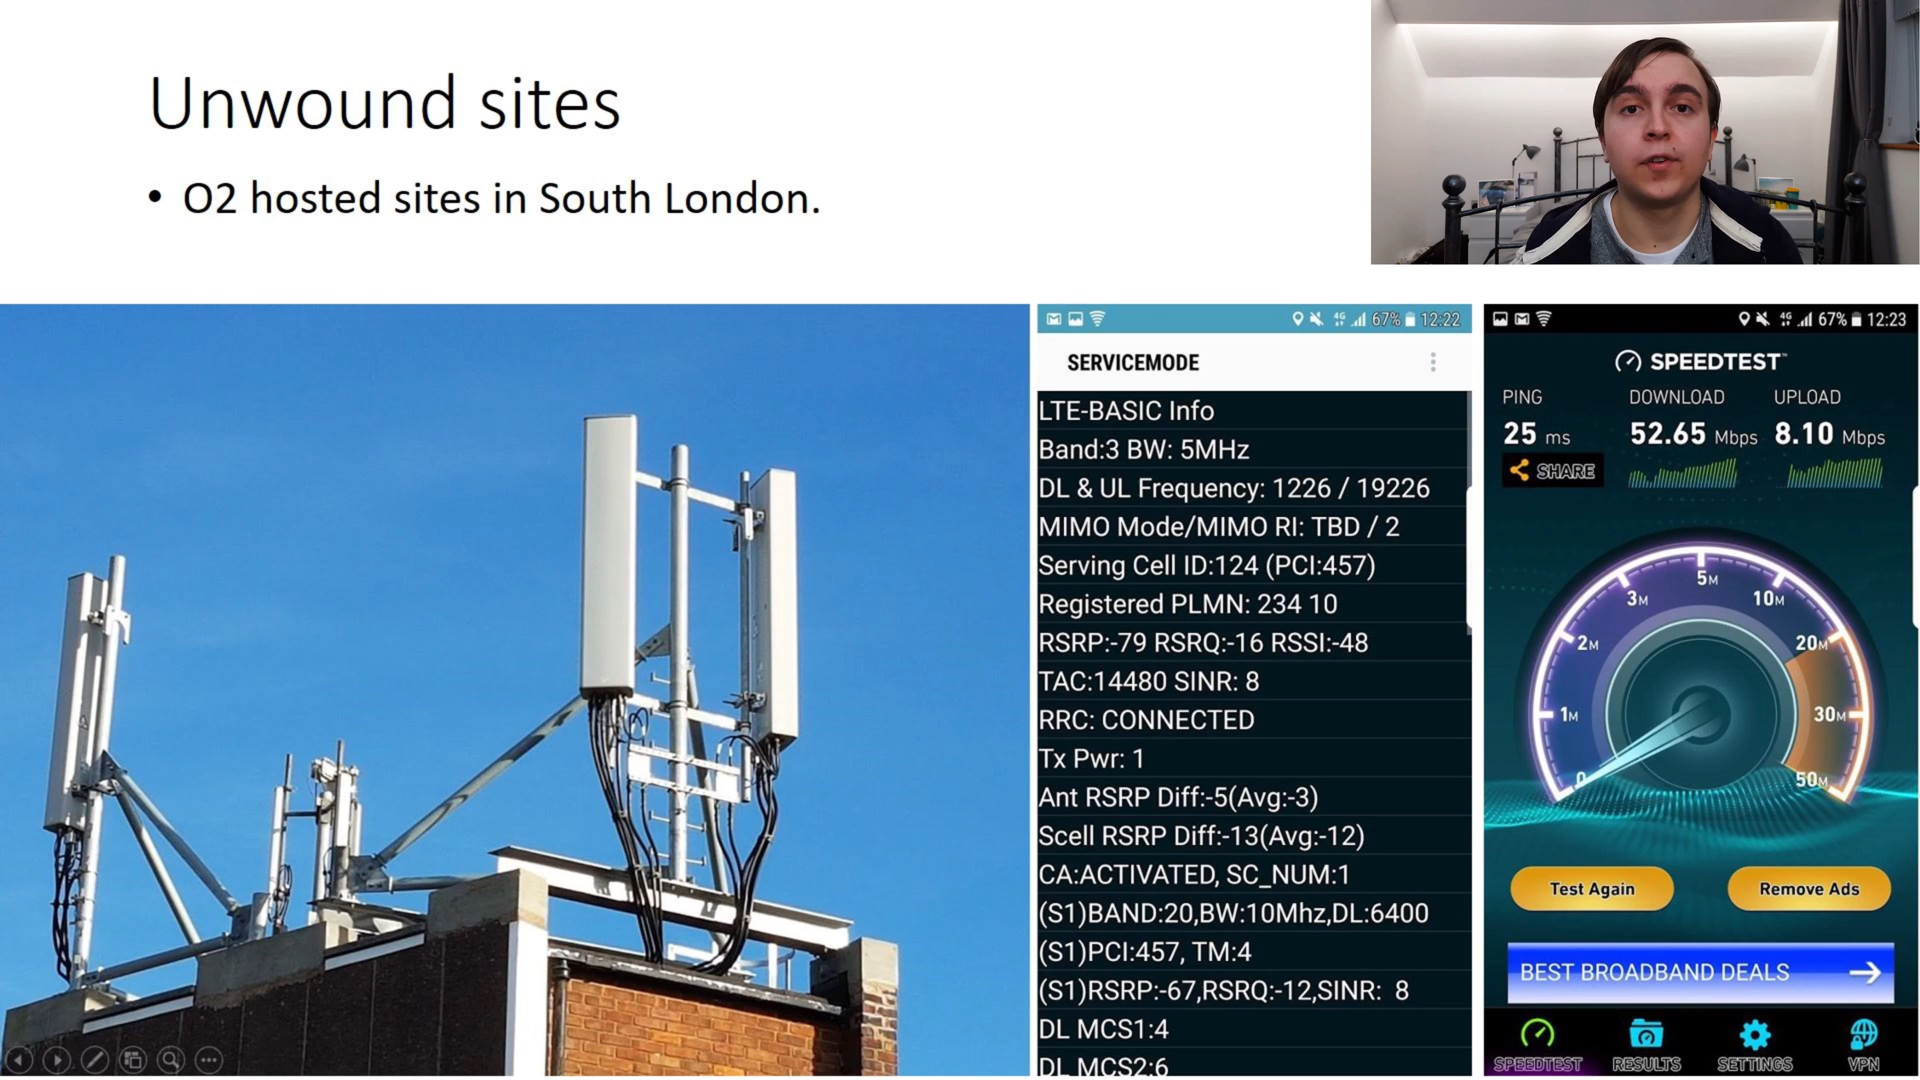 Unwound sites
• O2 hosted sites in South London.
67% 12:22
SERVICEMODE
LTE-BASIC Info
Band:3 BW: 5MHz
DL & UL Frequency: 1226 / 19226
MIMO Mode/MIMO RI: TBD / 2
Serving Cell ID:124 (PCI:457)
Registered PLMN: 234 10
RSRP:-79 RSRQ:-16 RSSI:-48
TAC:14480 SINR: 8
RRC: CONNECTED
Tx Pwr: 1
Ant RSRP Diff:-5(Avg:-3)
Scell RSRP Diff:-13(Avg:-12)
CA:ACTIVATED, SC_NUM:1
(S1)BAND:20,BW:10Mhz,DL:6400
(S1)PCI:457, TM:4
(S1)RSRP:-67,RSRQ:-12,SINR: 8
DL MCS1:4
DL MCS2:6
4G 67% 12:23
SPEEDTEST™
PING DOWNLOAD UPLOAD
25 ms 52.65 Mbps 8.10 Mbps
SHARE
5M
3M 10M
2M 20M
1M 30M
0 50M
Test Again Remove Ads
BEST BROADBAND DEALS
SPEEDTEST RESULTS SETTINGS VPN